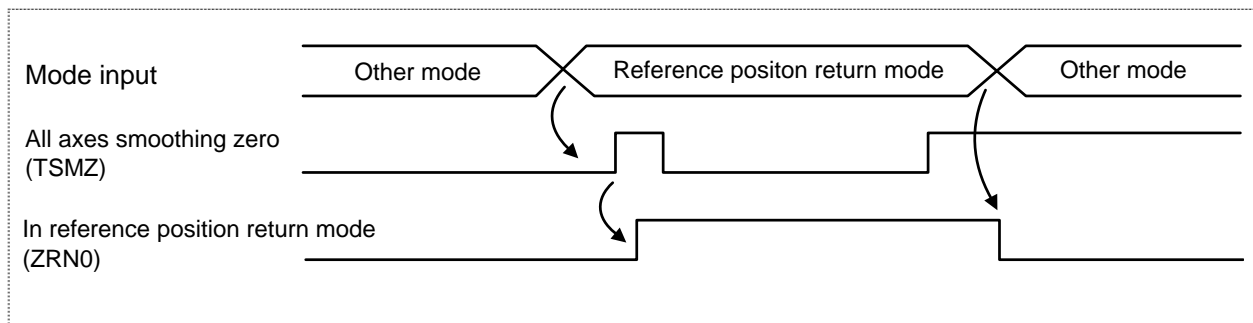 Mode input
Other mode
Reference positon return mode
Other mode
All axes smoothing zero
(TSMZ)
In reference position return mode
(ZRN0)